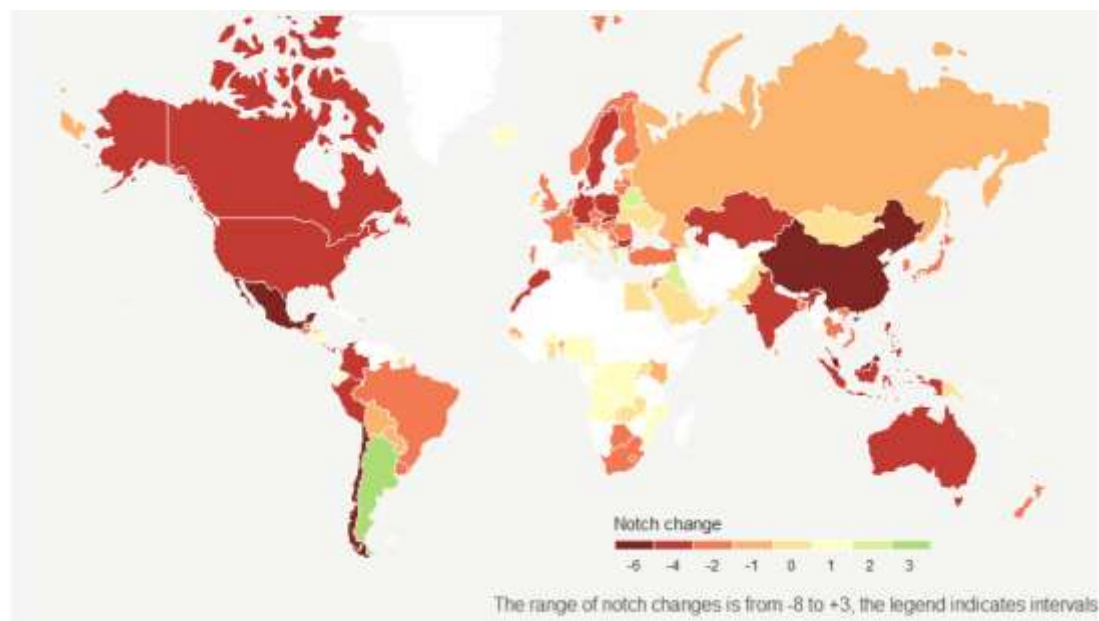 Notch change
-6 -4 -2 -1 0 1 2 3
The range of notch changes is from -8 to +3, the legend indicates intervals